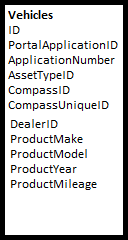 Vehicles
ID
PortalApplicationID
ApplicationNumber
AssetTypeID
CompassID
CompassUniqueID
DealerID
ProductMake
ProductModel
ProductYear
ProductMileage